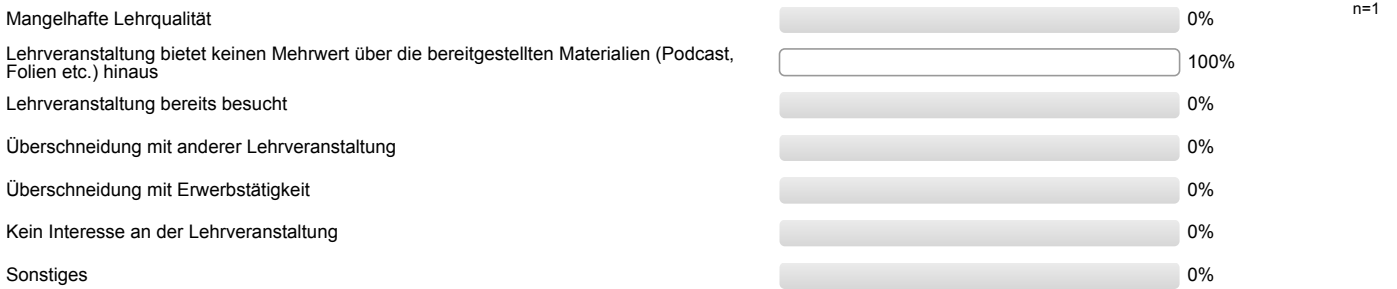 Mangelhafte Lehrqualität 0% n=1
Lehrveranstaltung bietet keinen Mehrwert über die bereitgestellten Materialien (Podcast,
Folien etc.) hinaus 100%
Lehrveranstaltung bereits besucht 0%
Überschneidung mit anderer Lehrveranstaltung 0%
Überschneidung mit Erwerbstätigkeit 0%
Kein Interesse an der Lehrveranstaltung 0%
Sonstiges 0%